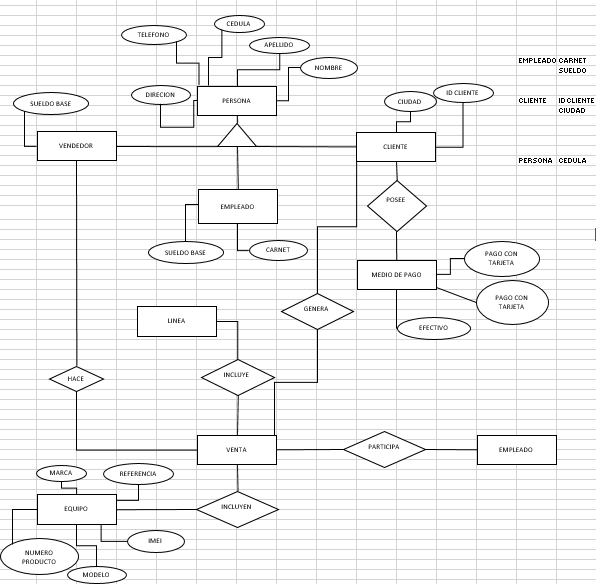 CEDULA
TELEFONO
APELLIDO
NOMBRE
EMPLEADO CARNET
SUELDO
DIRECION
PERSONA
SUELDO BASE
CIUDAD
ID CLIENTE
CLIENTE ID CLIENTE
CIUDAD
VENDEDOR
CLIENTE
PERSONA CEDULA
POSEE
EMPLEADO
SUELDO BASE
CARNET
PAGO CON
TARJETA
MEDIO DE PAGO
PAGO CON
TARJETA
GENERA
LINEA
EFECTIVO
HACE
INCLUYE
VENTA
PARTICIPA
EMPLEADO
MARCA
REFERENCIA
EQUIPO
INCLUYEN
IMEI
NUMERO
PRODUCTO
MODELO